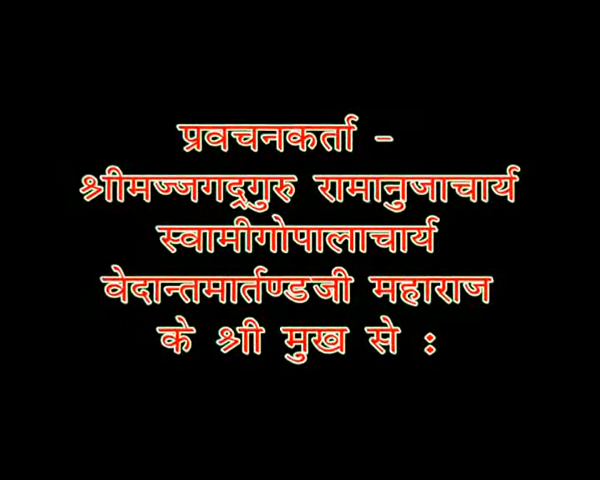 प्रवचनकर्ता -
श्रीमज्जगद्गुरु रामानुजाचार्य
स्वामीगोपालाचार्य
वेदान्तमार्तण्डजी महाराज
के श्री मुख से :